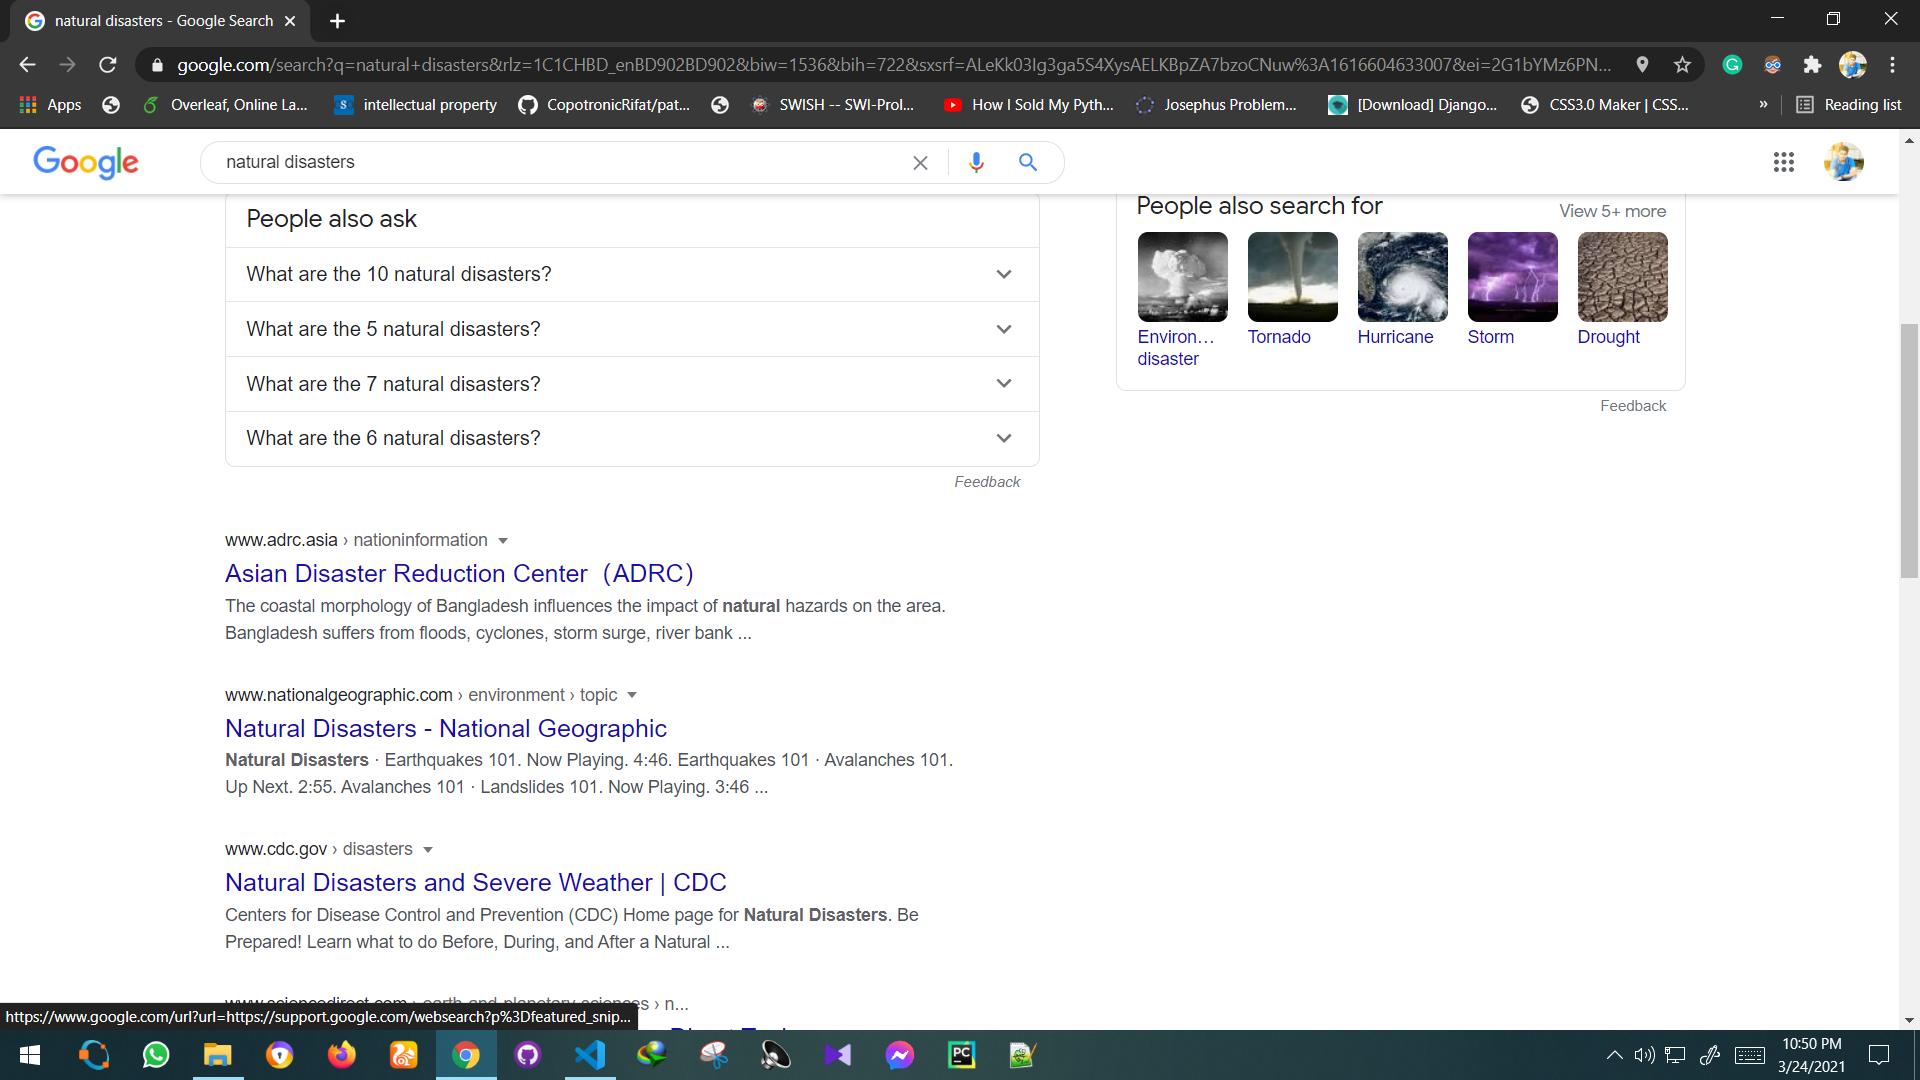 natural disasters - Google Search
google.com/search?q=natural+disasters&rlz=1C1CHBD_enBD902BD902&biw=1536&bih=722&sxsrf=ALeKk03Ig3ga5S4XysAELKBpZA7bzoCNuw%3A1616604633007&ei=2G1bYMz6PN...
Apps
Overleaf, Online La...
intellectual property
CopotronicRifat/pat...
SWISH -- SWI-Prol...
How I Sold My Pyth...
Josephus Problem...
[Download] Django...
CSS3.0 Maker | CSS...
»
Reading list
Google
natural disasters
People also ask
What are the 10 natural disasters?
What are the 5 natural disasters?
What are the 7 natural disasters?
What are the 6 natural disasters?
Feedback
People also search for
View 5+ more
Environ...
disaster
Tornado
Hurricane
Storm
Drought
Feedback
www.adrc.asia › nationinformation
Asian Disaster Reduction Center（ADRC）
The coastal morphology of Bangladesh influences the impact of natural hazards on the area.
Bangladesh suffers from floods, cyclones, storm surge, river bank ...
www.nationalgeographic.com › environment › topic
Natural Disasters - National Geographic
Natural Disasters · Earthquakes 101. Now Playing. 4:46. Earthquakes 101 · Avalanches 101.
Up Next. 2:55. Avalanches 101 · Landslides 101. Now Playing. 3:46 ...
www.cdc.gov › disasters
Natural Disasters and Severe Weather | CDC
Centers for Disease Control and Prevention (CDC) Home page for Natural Disasters. Be
Prepared! Learn what to do Before, During, and After a Natural ...
www.sciencedirect.com › earth-and-planetary-sciences › n...
https://www.google.com/url?url=https://support.google.com/websearch?p%3Dfeatured_snip...
PC
10:50 PM
3/24/2021